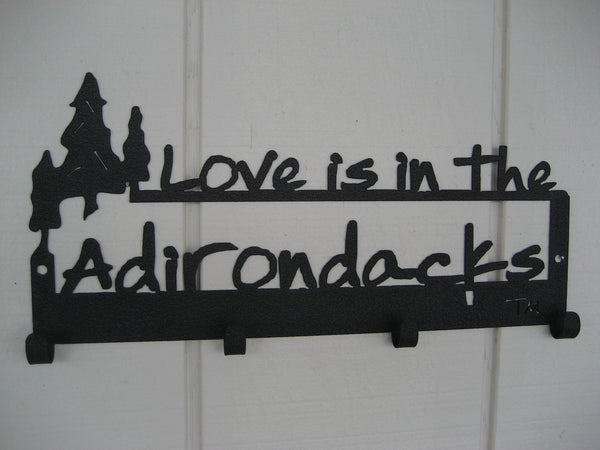 Love is in the
Adirondacks
TM